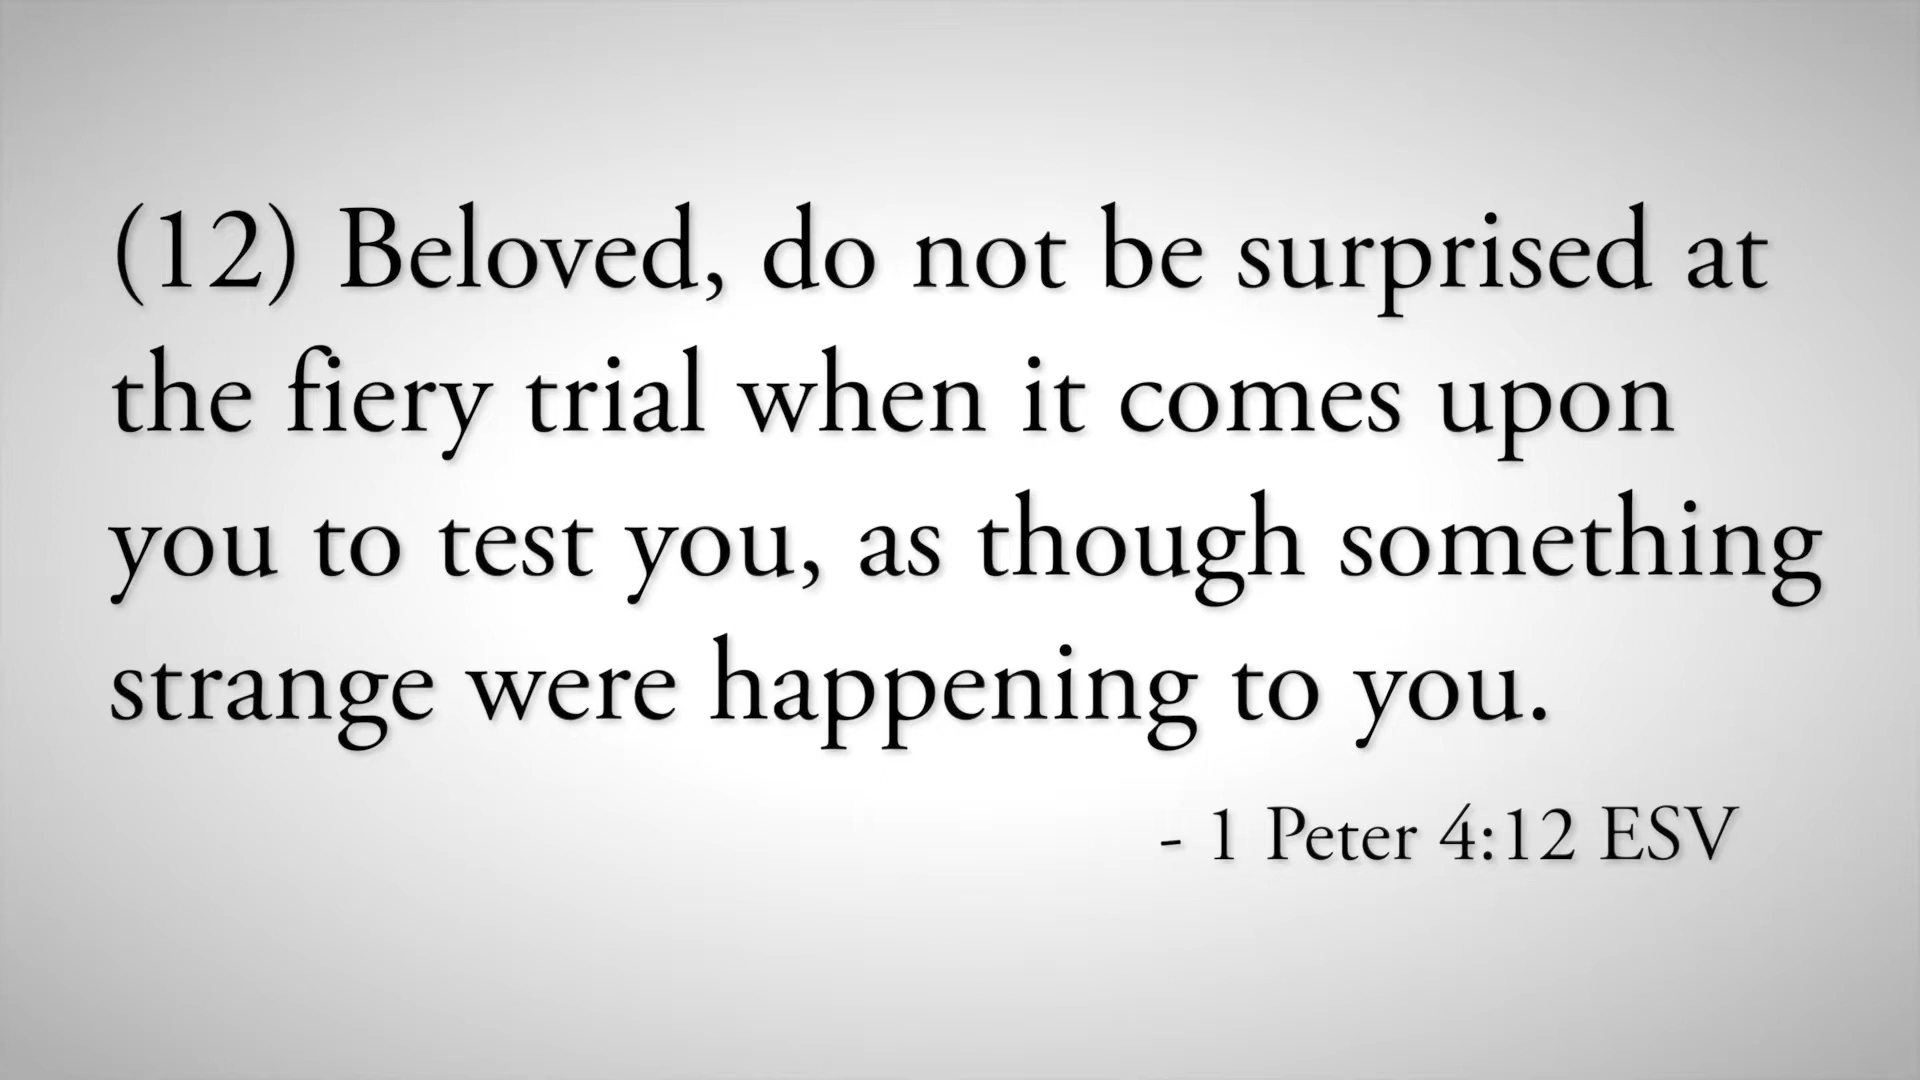 (12) Beloved, do not be surprised at
the fiery trial when it comes upon
you to test you, as though something
strange were happening to you.
- 1 Peter 4:12 ESV